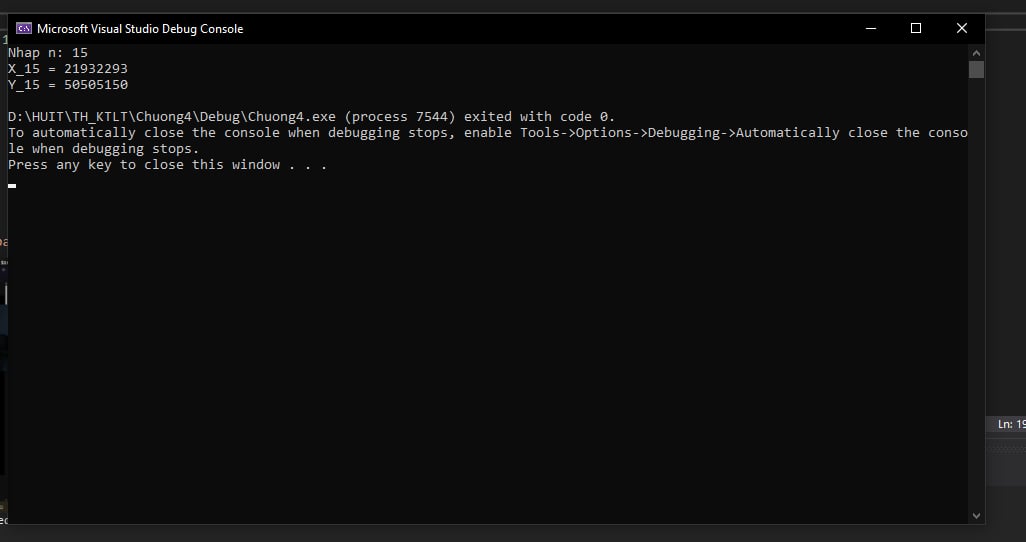 Microsoft Visual Studio Debug Console
Nhap n: 15
X_15 = 21932293
Y_15 = 50505150
D:\HUIT\TH_KTLT\Chuong4\Debug\Chuong4.exe (process 7544) exited with code 0.
To automatically close the console when debugging stops, enable Tools->Options->Debugging->Automatically close the conso
le when debugging stops.
Press any key to close this window . . .
Ln: 19